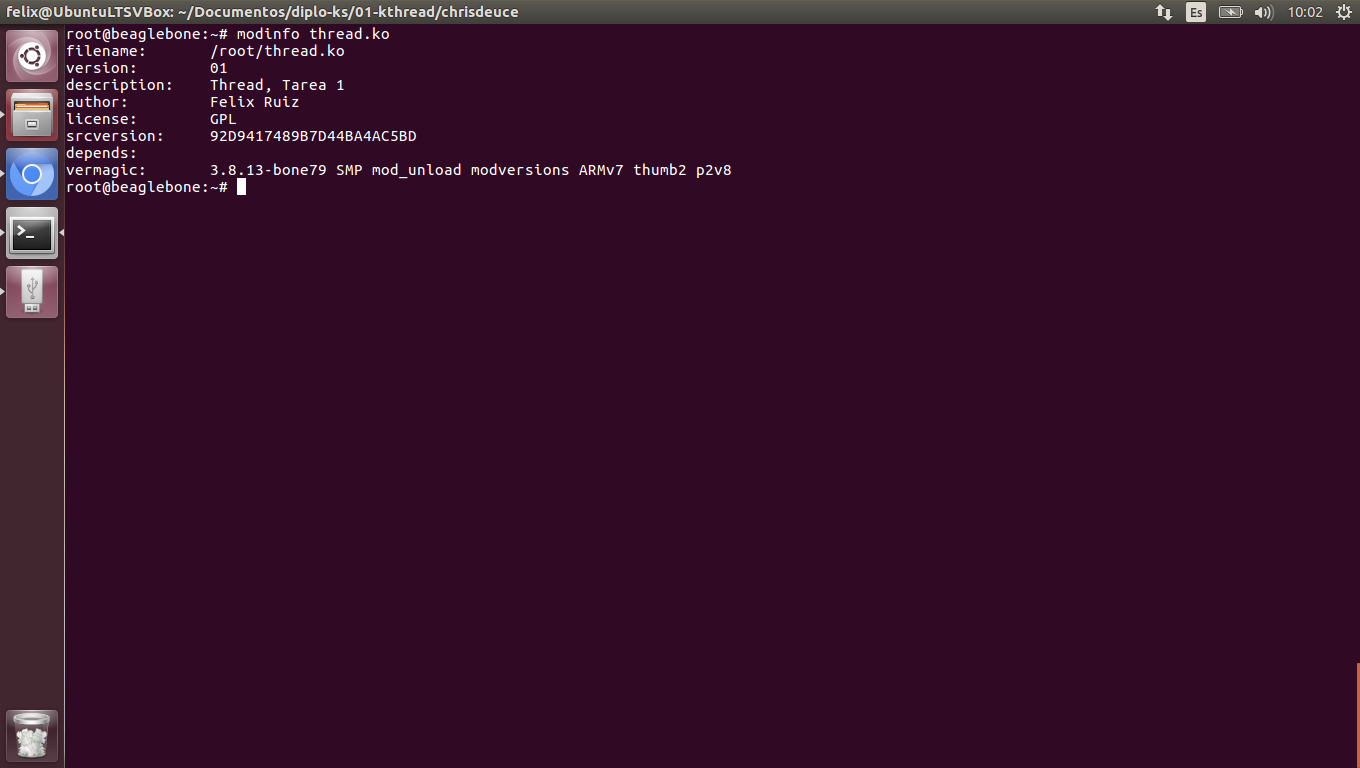 felix@UbuntuLTSVBox: ~/Documentos/diplo-ks/01-kthread/chrisdeuce
Es
10:02
root@beaglebone:~# modinfo thread.ko
filename:       /root/thread.ko
version:        01
description:    Thread, Tarea 1
author:         Felix Ruiz
license:        GPL
srcversion:     92D9417489B7D44BA4AC5BD
depends:
vermagic:       3.8.13-bone79 SMP mod_unload modversions ARMv7 thumb2 p2v8
root@beaglebone:~#